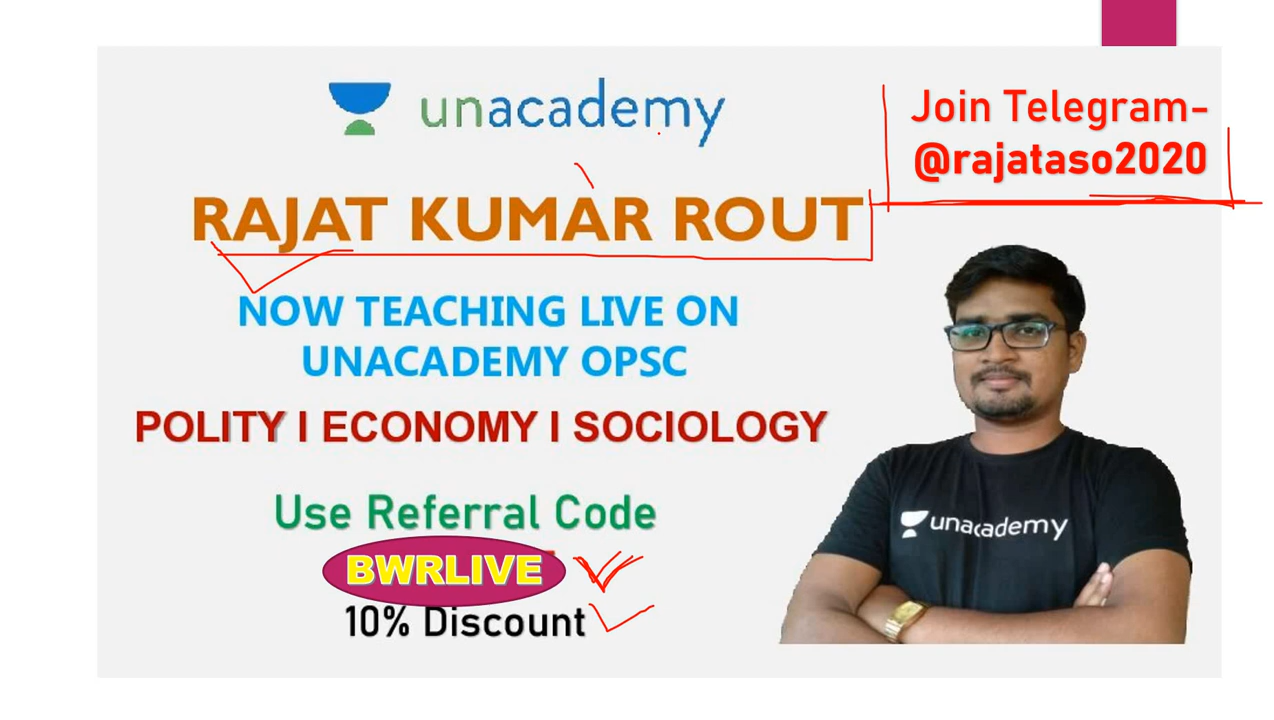 unacademy
Join Telegram-
@rajataso2020
RAJAT KUMAR ROUT
NOW TEACHING LIVE ON
UNACADEMY OPSC
POLITY I ECONOMY I SOCIOLOGY
Use Referral Code
BWRLIVE
10% Discount
unacademy